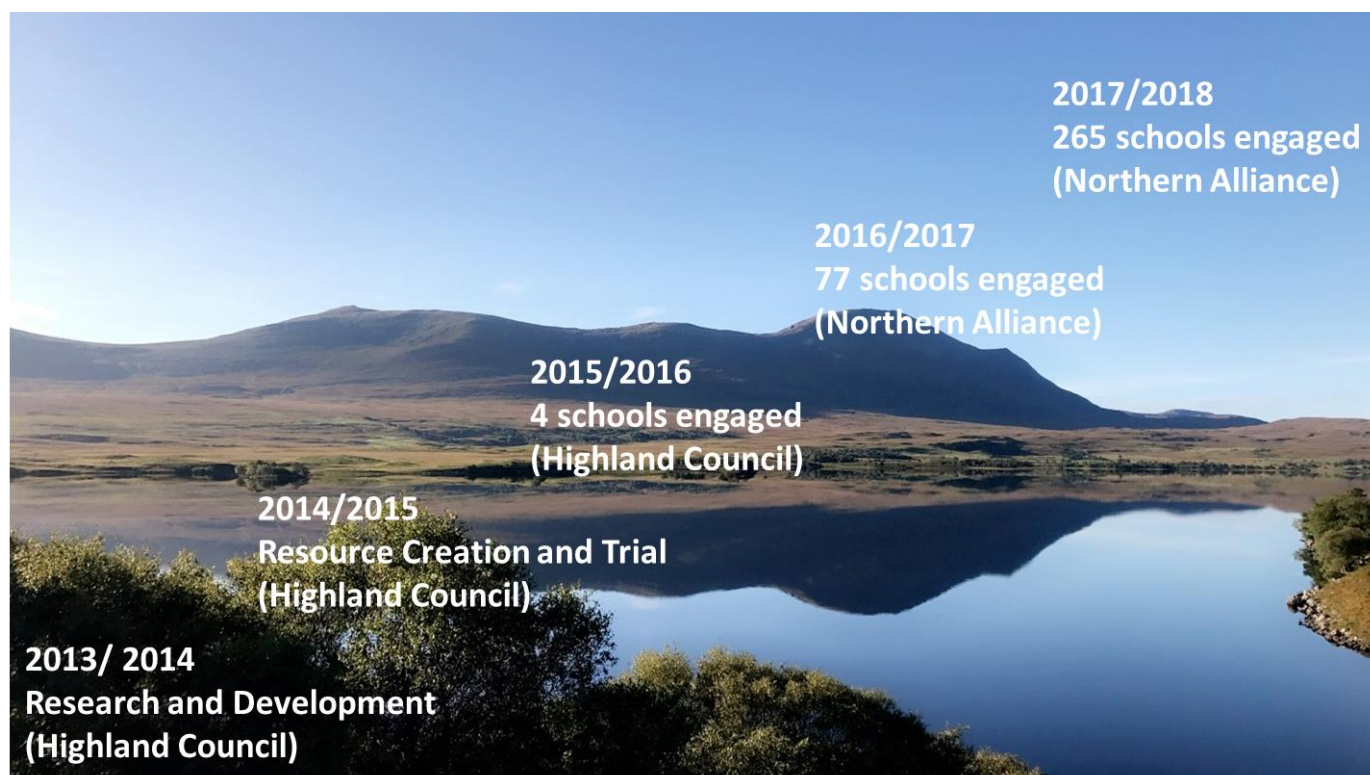 2017/2018
265 schools engaged
(Northern Alliance)
2016/2017
77 schools engaged
(Northern Alliance)
2015/2016
4 schools engaged
(Highland Council)
2014/2015
Resource Creation and Trial
(Highland Council)
2013/ 2014
Research and Development
(Highland Council)